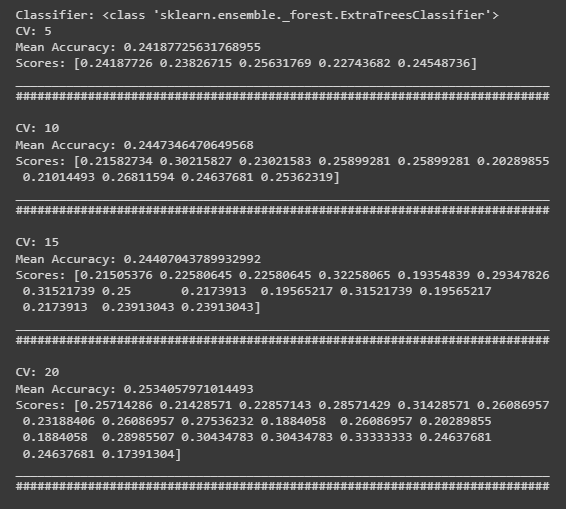 Classifier: <class 'sklearn.ensemble._forest.ExtraTreesClassifier'>
CV: 5
Mean Accuracy: 0.24187725631768955
Scores: [0.24187726 0.23826715 0.25631769 0.22743682 0.24548736]
__________________________________________________________________________
##########################################################################
CV: 10
Mean Accuracy: 0.2447346470649568
Scores: [0.21582734 0.30215827 0.23021583 0.25899281 0.25899281 0.20289855
 0.21014493 0.26811594 0.24637681 0.25362319]
__________________________________________________________________________
##########################################################################
CV: 15
Mean Accuracy: 0.24407043789932992
Scores: [0.21505376 0.22580645 0.22580645 0.32258065 0.19354839 0.29347826
 0.31521739 0.25       0.2173913  0.19565217 0.31521739 0.19565217
 0.2173913  0.23913043 0.23913043]
__________________________________________________________________________
##########################################################################
CV: 20
Mean Accuracy: 0.2534057971014493
Scores: [0.25714286 0.21428571 0.22857143 0.28571429 0.31428571 0.26086957
 0.23188406 0.26086957 0.27536232 0.1884058  0.26086957 0.20289855
 0.1884058  0.28985507 0.30434783 0.30434783 0.33333333 0.24637681
 0.24637681 0.17391304]
__________________________________________________________________________
##########################################################################